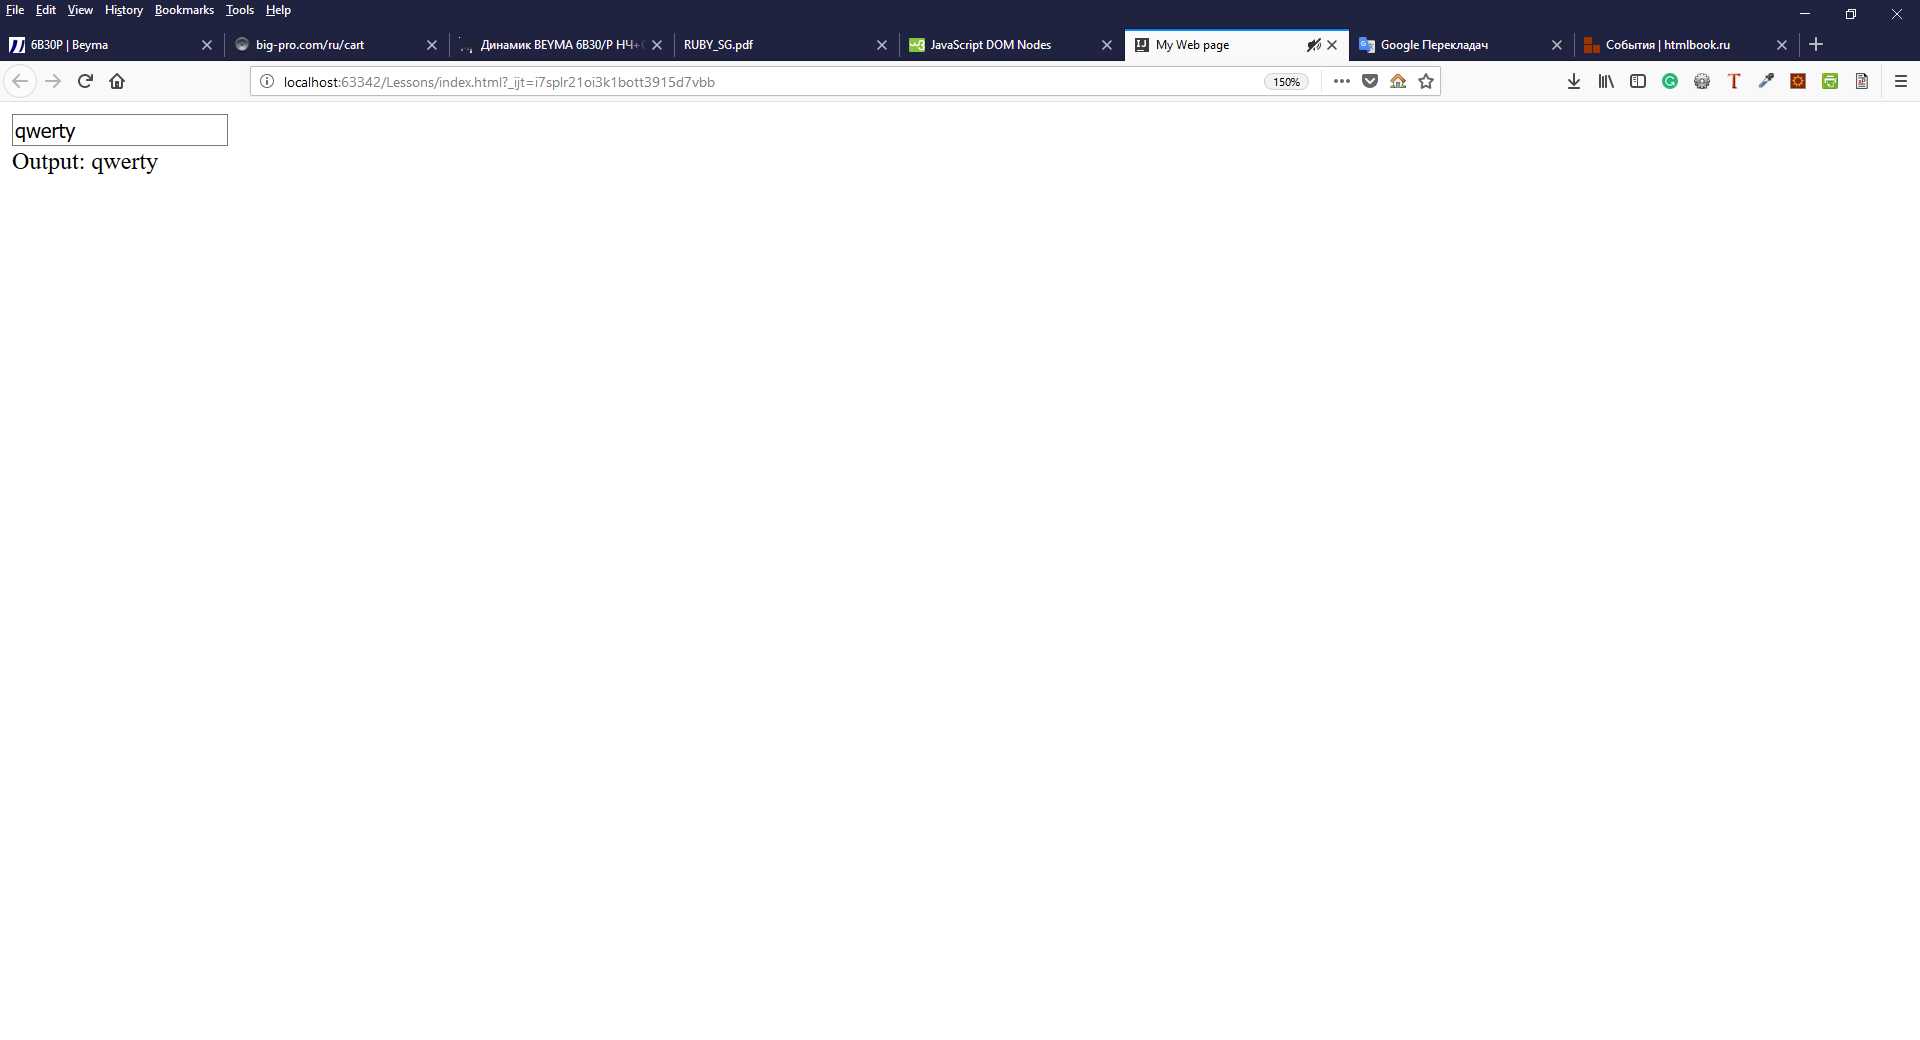 File Edit View History Bookmarks Tools Help
6B30P | Beyma
big-pro.com/ru/cart
Динамик BEYMA 6B30/P НЧ+
RUBY_SG.pdf
JavaScript DOM Nodes
My Web page
Google Перекладач
События | htmlbook.ru
localhost:63342/Lessons/index.html?_ijt=i7splr21oi3k1bott3915d7vbb
150%
qwerty
Output: qwerty